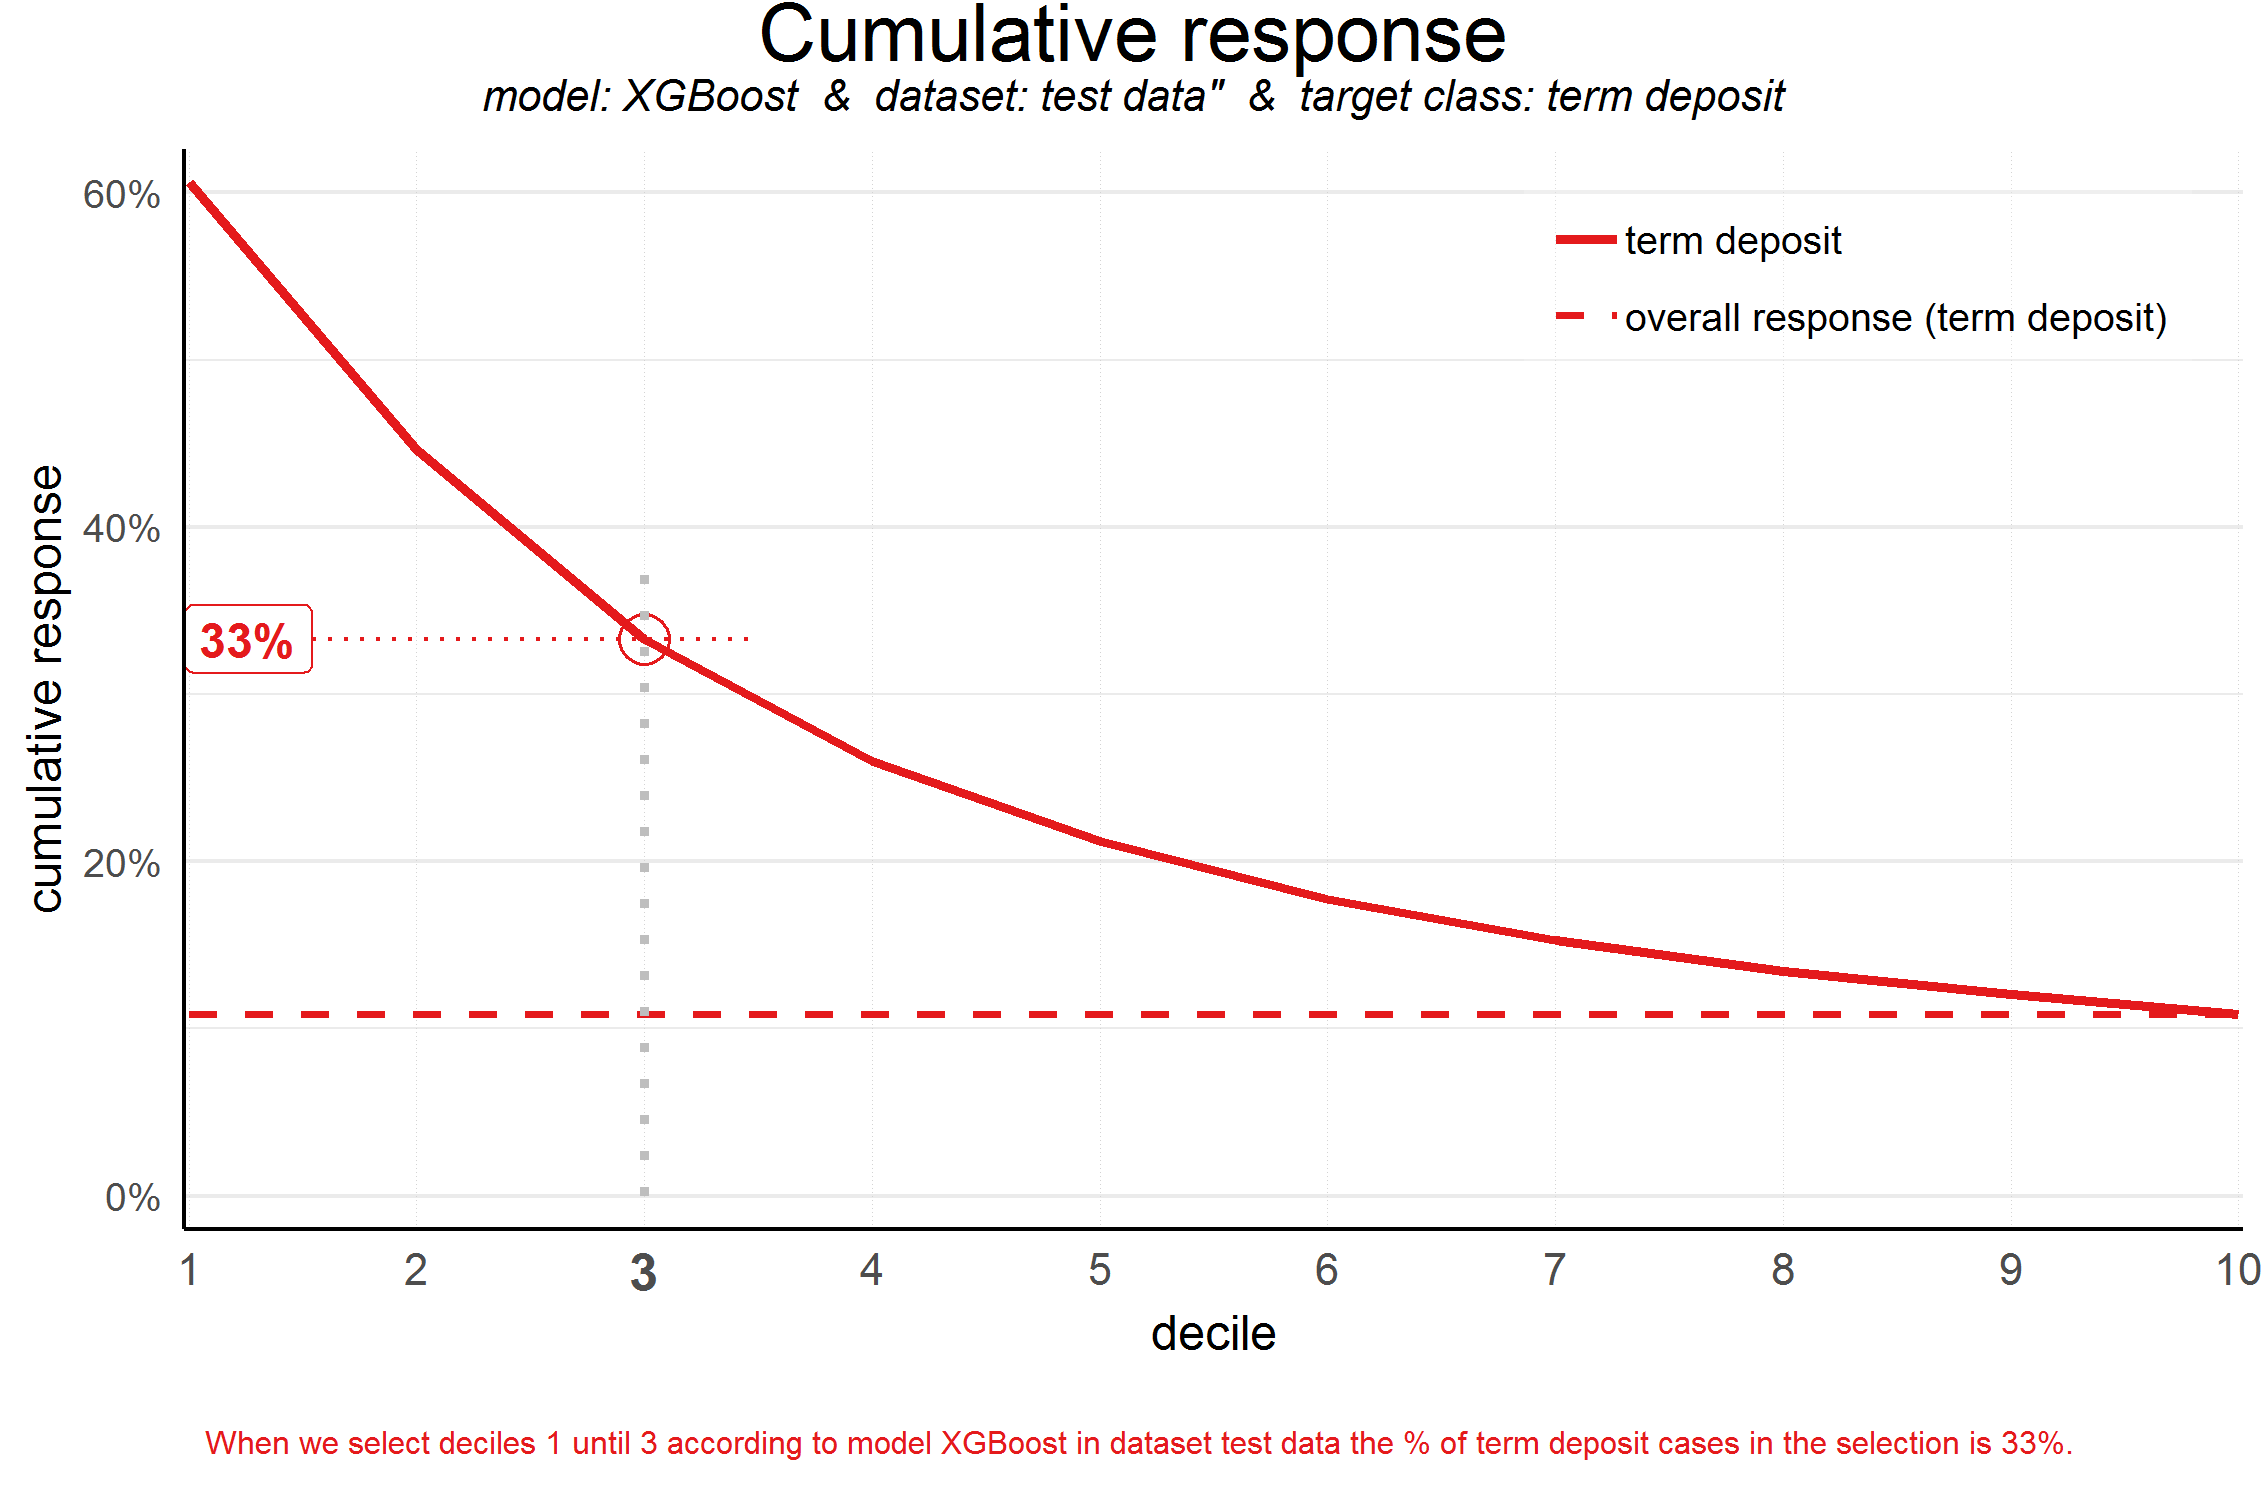 Cumulative response
model: XGBoost & dataset: test data" & target class: term deposit
60%
40%
20%
0%
cumulative response
term deposit
overall response (term deposit)
33%
1 2 3 4 5 6 7 8 9 10
decile
When we select deciles 1 until 3 according to model XGBoost in dataset test data the % of term deposit cases in the selection is 33%.